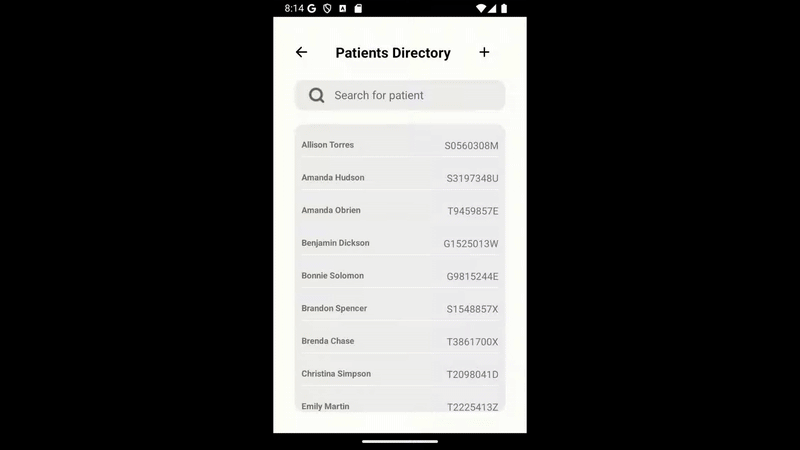 8:14
Patients Directory
Search for patient
Allison Torres S0560308M
Amanda Hudson S3197348U
Amanda Obrien T9459857E
Benjamin Dickson G1525013W
Bonnie Solomon G9815244E
Brandon Spencer S1548857X
Brenda Chase T3861700X
Christina Simpson T2098041D
Emily Martin T2225413Z